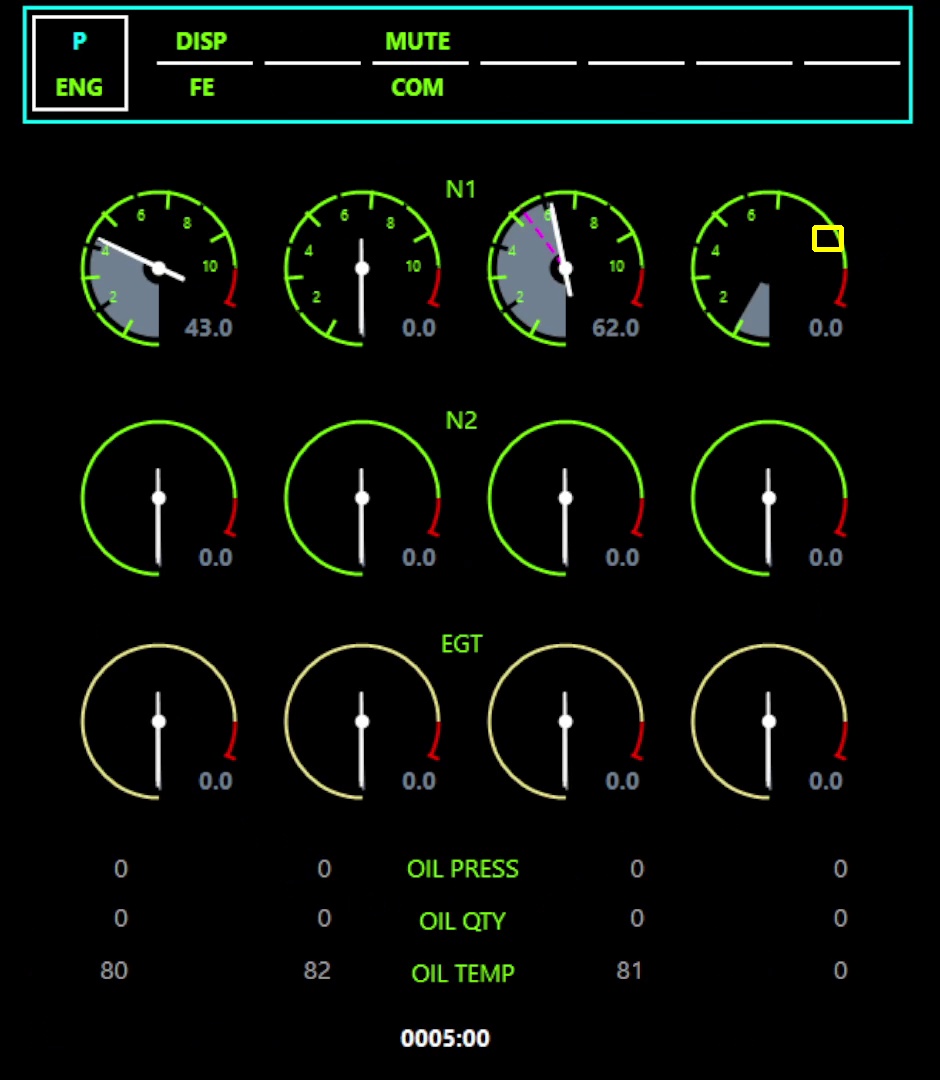 P DISP MUTE
ENG FE COM
N1
6 8 4 10 2 43.0
6 8 4 10 2 0.0
6 8 4 10 2 62.0
6 4 2 0.0
N2
0.0 0.0 0.0 0.0
EGT
0.0 0.0 0.0 0.0
0 0 OIL PRESS 0 0
0 0 OIL QTY 0 0
80 82 OIL TEMP 81 0
0005:00